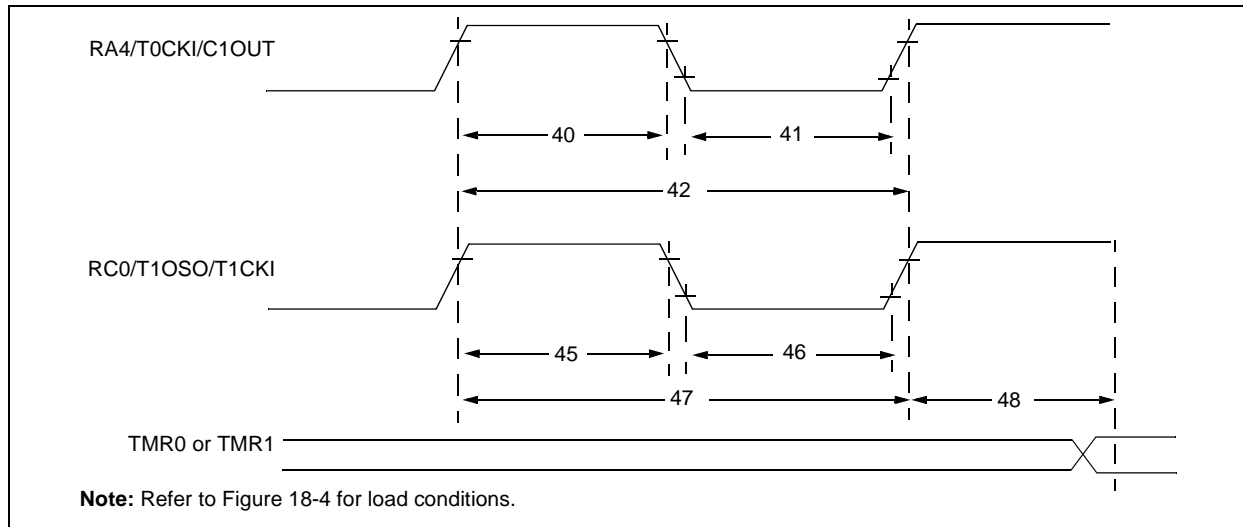 RA4/T0CKI/C1OUT
40
41
42
RC0/T1OSO/T1CKI
45
46
47
48
TMR0 or TMR1
Note: Refer to Figure 18-4 for load conditions.